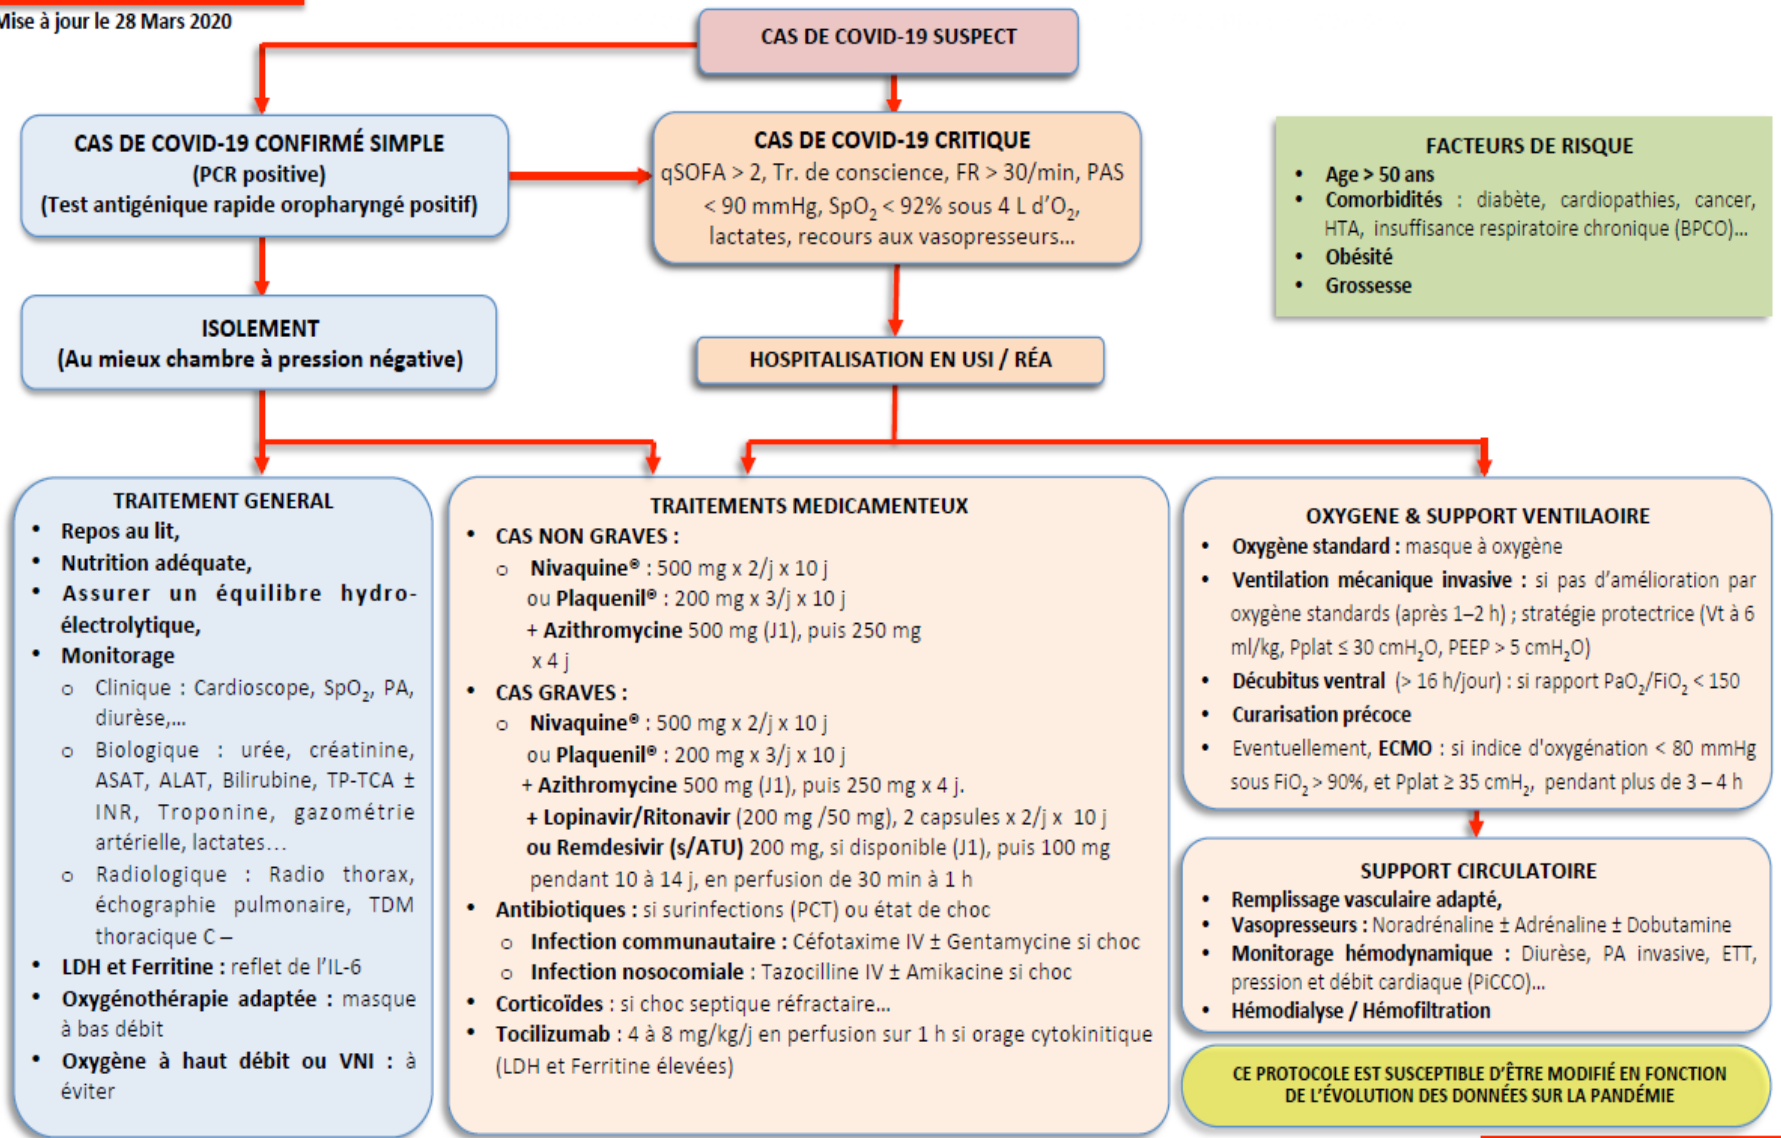 Mise à jour le 28 Mars 2020
CAS DE COVID-19 SUSPECT
CAS DE COVID-19 CONFIRMÉ SIMPLE
(PCR positive)
(Test antigénique rapide oropharyngé positif)
CAS DE COVID-19 CRITIQUE
qSOFA > 2, Tr. de conscience, FR > 30/min, PAS
< 90 mmHg, SpO₂ < 92% sous 4 L d’O₂,
lactates, recours aux vasopresseurs...
FACTEURS DE RISQUE
• Age > 50 ans
• Comorbidités : diabète, cardiopathies, cancer,
HTA, insuffisance respiratoire chronique (BPCO)...
• Obésité
• Grossesse
ISOLEMENT
(Au mieux chambre à pression négative)
HOSPITALISATION EN USI / RÉA
TRAITEMENT GENERAL
• Repos au lit,
• Nutrition adéquate,
• Assurer un équilibre hydro-
électrolytique,
• Monitorage
o Clinique : Cardioscope, SpO₂, PA,
diurèse,...
o Biologique : urée, créatinine,
ASAT, ALAT, Bilirubine, TP-TCA ±
INR, Troponine, gazométrie
artérielle, lactates...
o Radiologique : Radio thorax,
échographie pulmonaire, TDM
thoracique C –
• LDH et Ferritine : reflet de l’IL-6
• Oxygénothérapie adaptée : masque
à bas débit
• Oxygène à haut débit ou VNI : à
éviter
TRAITEMENTS MEDICAMENTEUX
• CAS NON GRAVES :
o Nivaquine® : 500 mg x 2/j x 10 j
ou Plaquenil® : 200 mg x 3/j x 10 j
+ Azithromycine 500 mg (J1), puis 250 mg
x 4 j
• CAS GRAVES :
o Nivaquine® : 500 mg x 2/j x 10 j
ou Plaquenil® : 200 mg x 3/j x 10 j
+ Azithromycine 500 mg (J1), puis 250 mg x 4 j.
+ Lopinavir/Ritonavir (200 mg /50 mg), 2 capsules x 2/j x 10 j
ou Remdesivir (s/ATU) 200 mg, si disponible (J1), puis 100 mg
pendant 10 à 14 j, en perfusion de 30 min à 1 h
• Antibiotiques : si surinfections (PCT) ou état de choc
o Infection communautaire : Céfotaxime IV ± Gentamycine si choc
o Infection nosocomiale : Tazocilline IV ± Amikacine si choc
• Corticoïdes : si choc septique réfractaire...
• Tocilizumab : 4 à 8 mg/kg/j en perfusion sur 1 h si orage cytokinitique
(LDH et Ferritine élevées)
OXYGENE & SUPPORT VENTILAOIRE
• Oxygène standard : masque à oxygène
• Ventilation mécanique invasive : si pas d’amélioration par
oxygène standards (après 1–2 h) ; stratégie protectrice (Vt à 6
ml/kg, Pplat ≤ 30 cmH₂O, PEEP > 5 cmH₂O)
• Décubitus ventral (> 16 h/jour) : si rapport PaO₂/FiO₂ < 150
• Curarisation précoce
• Eventuellement, ECMO : si indice d'oxygénation < 80 mmHg
sous FiO₂ > 90%, et Pplat ≥ 35 cmH₂, pendant plus de 3 – 4 h
SUPPORT CIRCULATOIRE
• Remplissage vasculaire adapté,
• Vasopresseurs : Noradrénaline ± Adrénaline ± Dobutamine
• Monitorage hémodynamique : Diurèse, PA invasive, ETT,
pression et débit cardiaque (PiCCO)...
• Hémodialyse / Hémofiltration
CE PROTOCOLE EST SUSCEPTIBLE D’ÊTRE MODIFIÉ EN FONCTION
DE L’ÉVOLUTION DES DONNÉES SUR LA PANDÉMIE